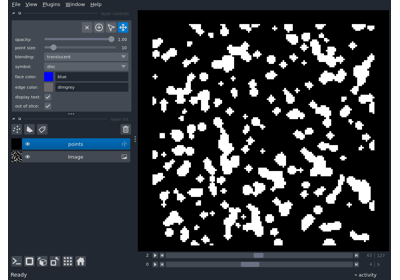 File View Plugins Window Help
opacity: 1.00
point size: 10
blending: translucent
symbol: disc
face color: blue
edge color: dimgrey
display text:
out of slice:
points
Image
2
0
Ready
activity